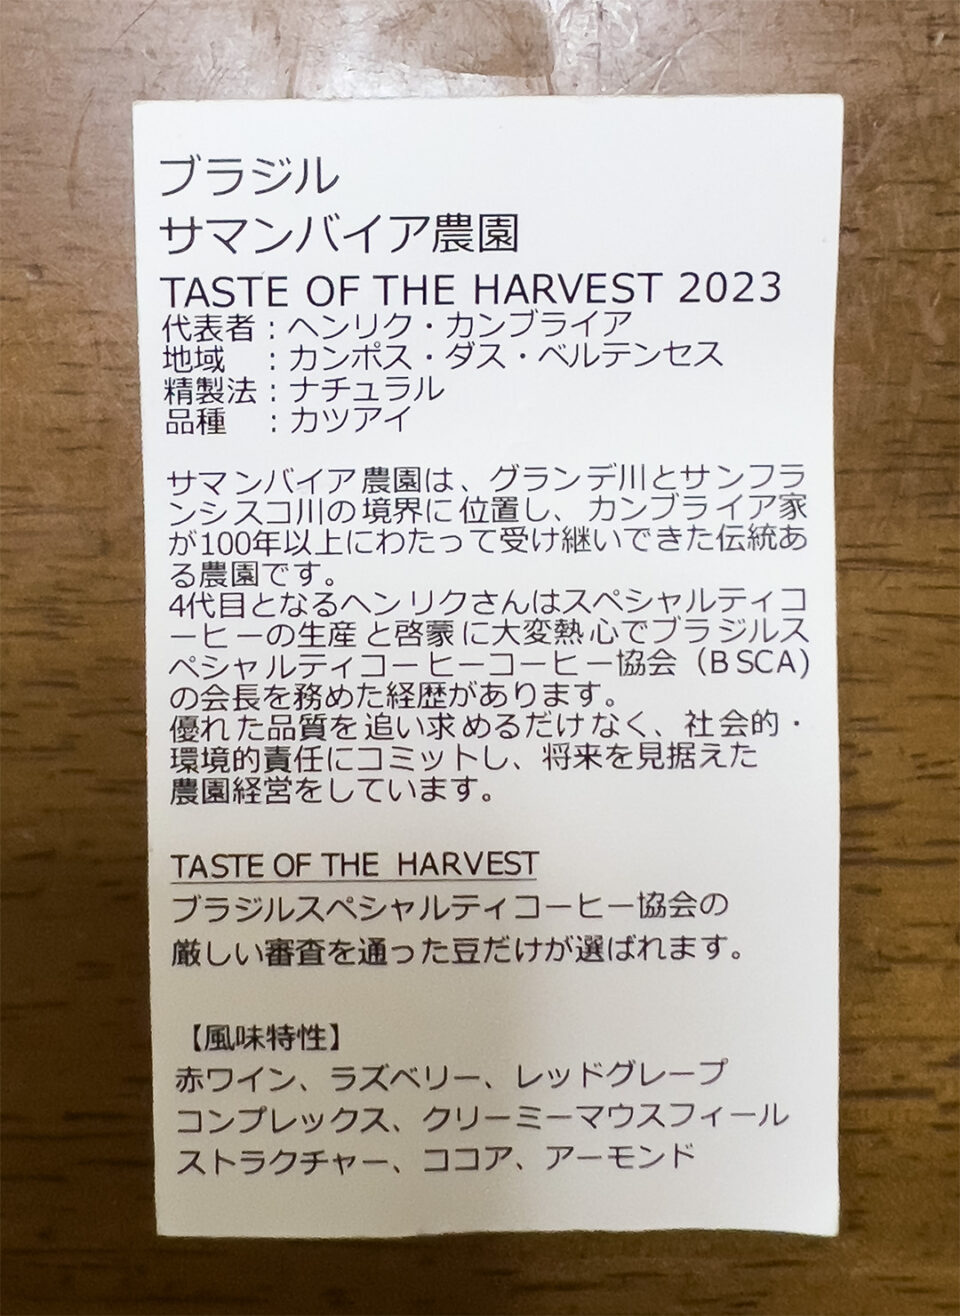 ブラジル
サマンバイア農園
TASTE OF THE HARVEST 2023
代表者：ヘンリク・カンブライア
地域　：カンポス・ダス・ベルテンセス
精製法：ナチュラル
品種　：カツアイ
サマンバイア農園は、グランデ川とサンフラ
ンシスコ川の境界に位置し、カンブライア家
が100年以上にわたって受け継いできた伝統あ
る農園です。
4代目となるヘンリクさんはスペシャルティコ
ーヒーの生産と啓蒙に大変熱心でブラジルス
ペシャルティコーヒーコーヒー協会（BSCA)
の会長を務めた経歴があります。
優れた品質を追い求めるだけなく、社会的・
環境的責任にコミットし、将来を見据えた
農園経営をしています。
TASTE OF THE HARVEST
ブラジルスペシャルティコーヒー協会の
厳しい審査を通った豆だけが選ばれます。
【風味特性】
赤ワイン、ラズベリー、レッドグレープ
コンプレックス、クリーミーマウスフィール
ストラクチャー、ココア、アーモンド